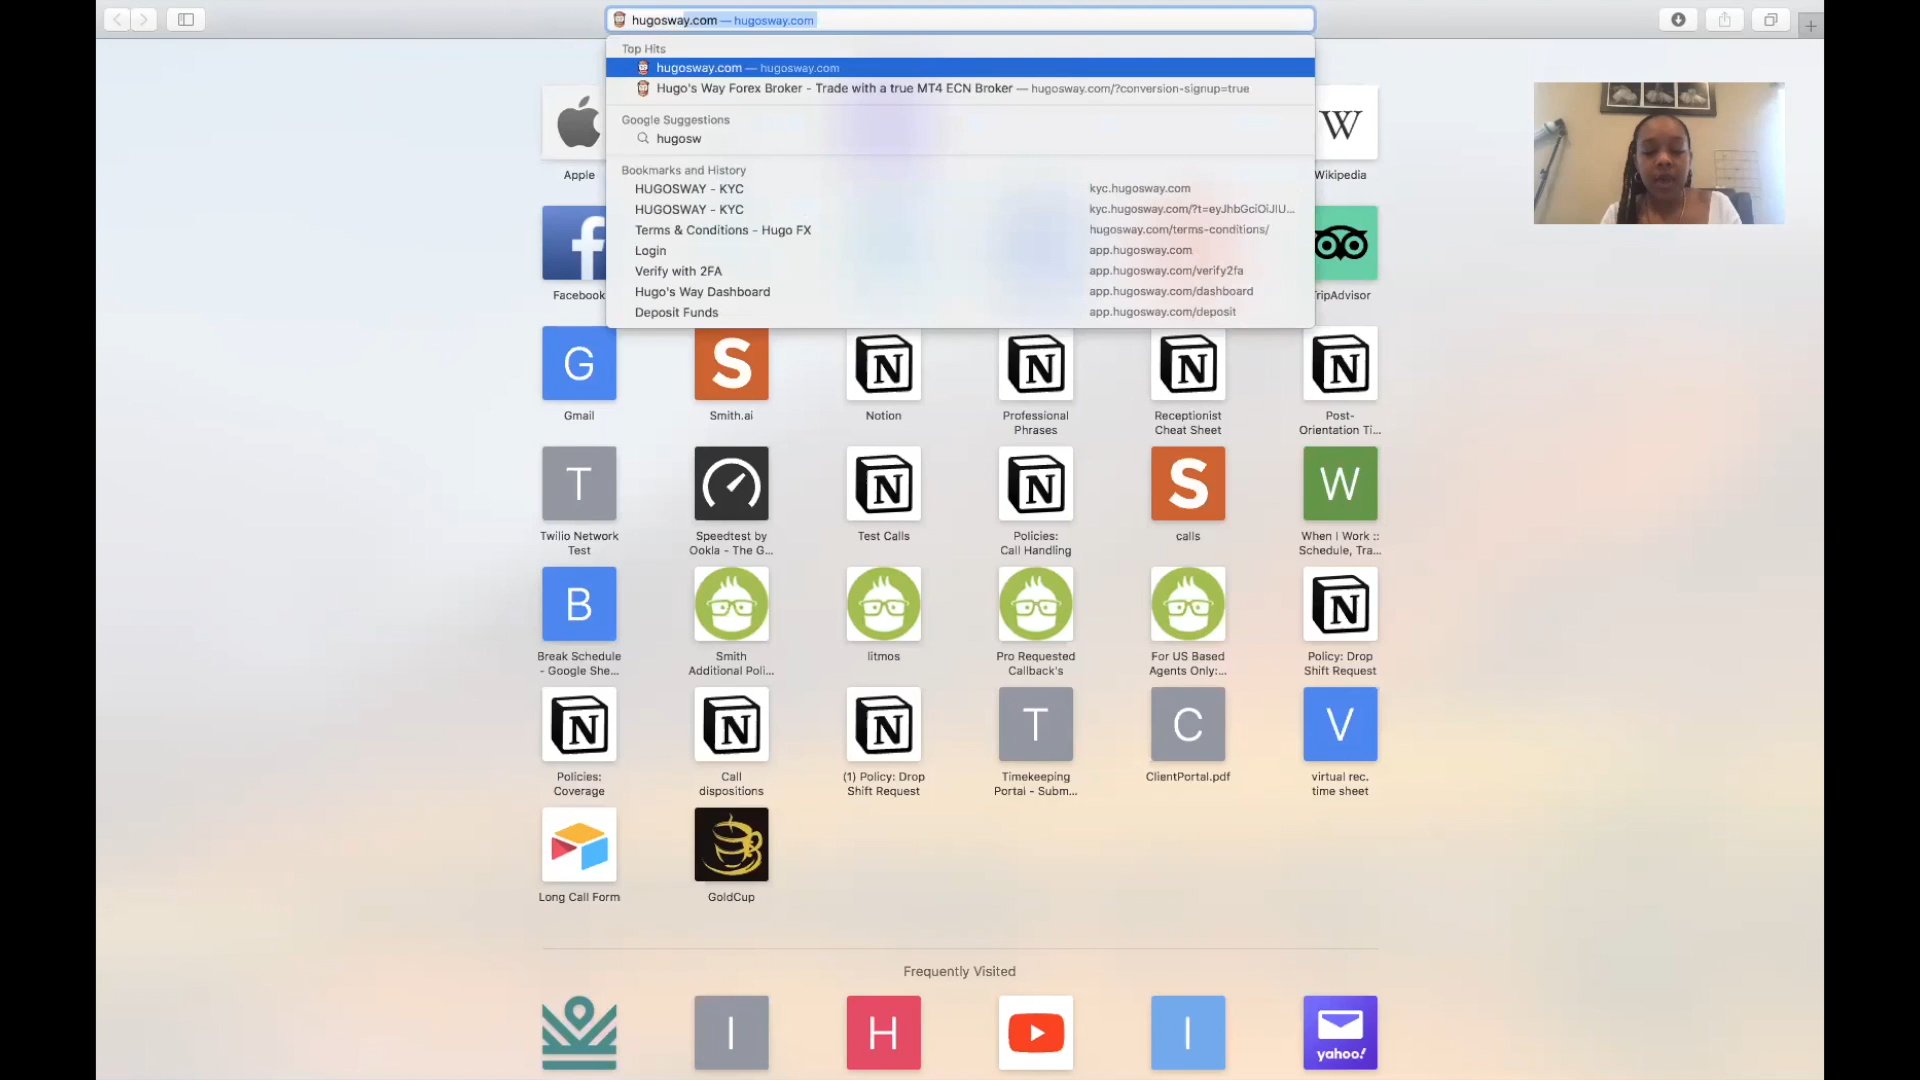 hugosway.com — hugosway.com
Top Hits
hugosway.com — hugosway.com
Hugo's Way Forex Broker - Trade with a true MT4 ECN Broker — hugosway.com/?conversion-signup=true
Google Suggestions
hugosw
Bookmarks and History
HUGOSWAY - KYC kyc.hugosway.com
HUGOSWAY - KYC kyc.hugosway.com/?t=eyJhbGciOiJIU...
Terms & Conditions - Hugo FX hugosway.com/terms-conditions/
Login app.hugosway.com
Verify with 2FA app.hugosway.com/verify2fa
Hugo's Way Dashboard app.hugosway.com/dashboard
Deposit Funds app.hugosway.com/deposit
W
Apple
Wikipedia
f
Facebook
TripAdvisor
G
S
N
N
N
N
Gmail
Smith.ai
Notion
Professional
Phrases
Receptionist
Cheat Sheet
Post-
Orientation Ti...
T
N
N
S
W
Twilio Network
Test
Speedtest by
Ookla - The G...
Test Calls
Policies:
Call Handling
calls
When I Work ::
Schedule, Tra...
B
N
Break Schedule
- Google She...
Smith
Additional Poli...
litmos
Pro Requested
Callback's
For US Based
Agents Only:...
Policy: Drop
Shift Request
N
N
N
T
C
V
Policies:
Coverage
Call
dispositions
(1) Policy: Drop
Shift Request
Timekeeping
Portal - Subm...
ClientPortal.pdf
virtual rec.
time sheet
Long Call Form
GoldCup
Frequently Visited
I
H
I
yahoo!